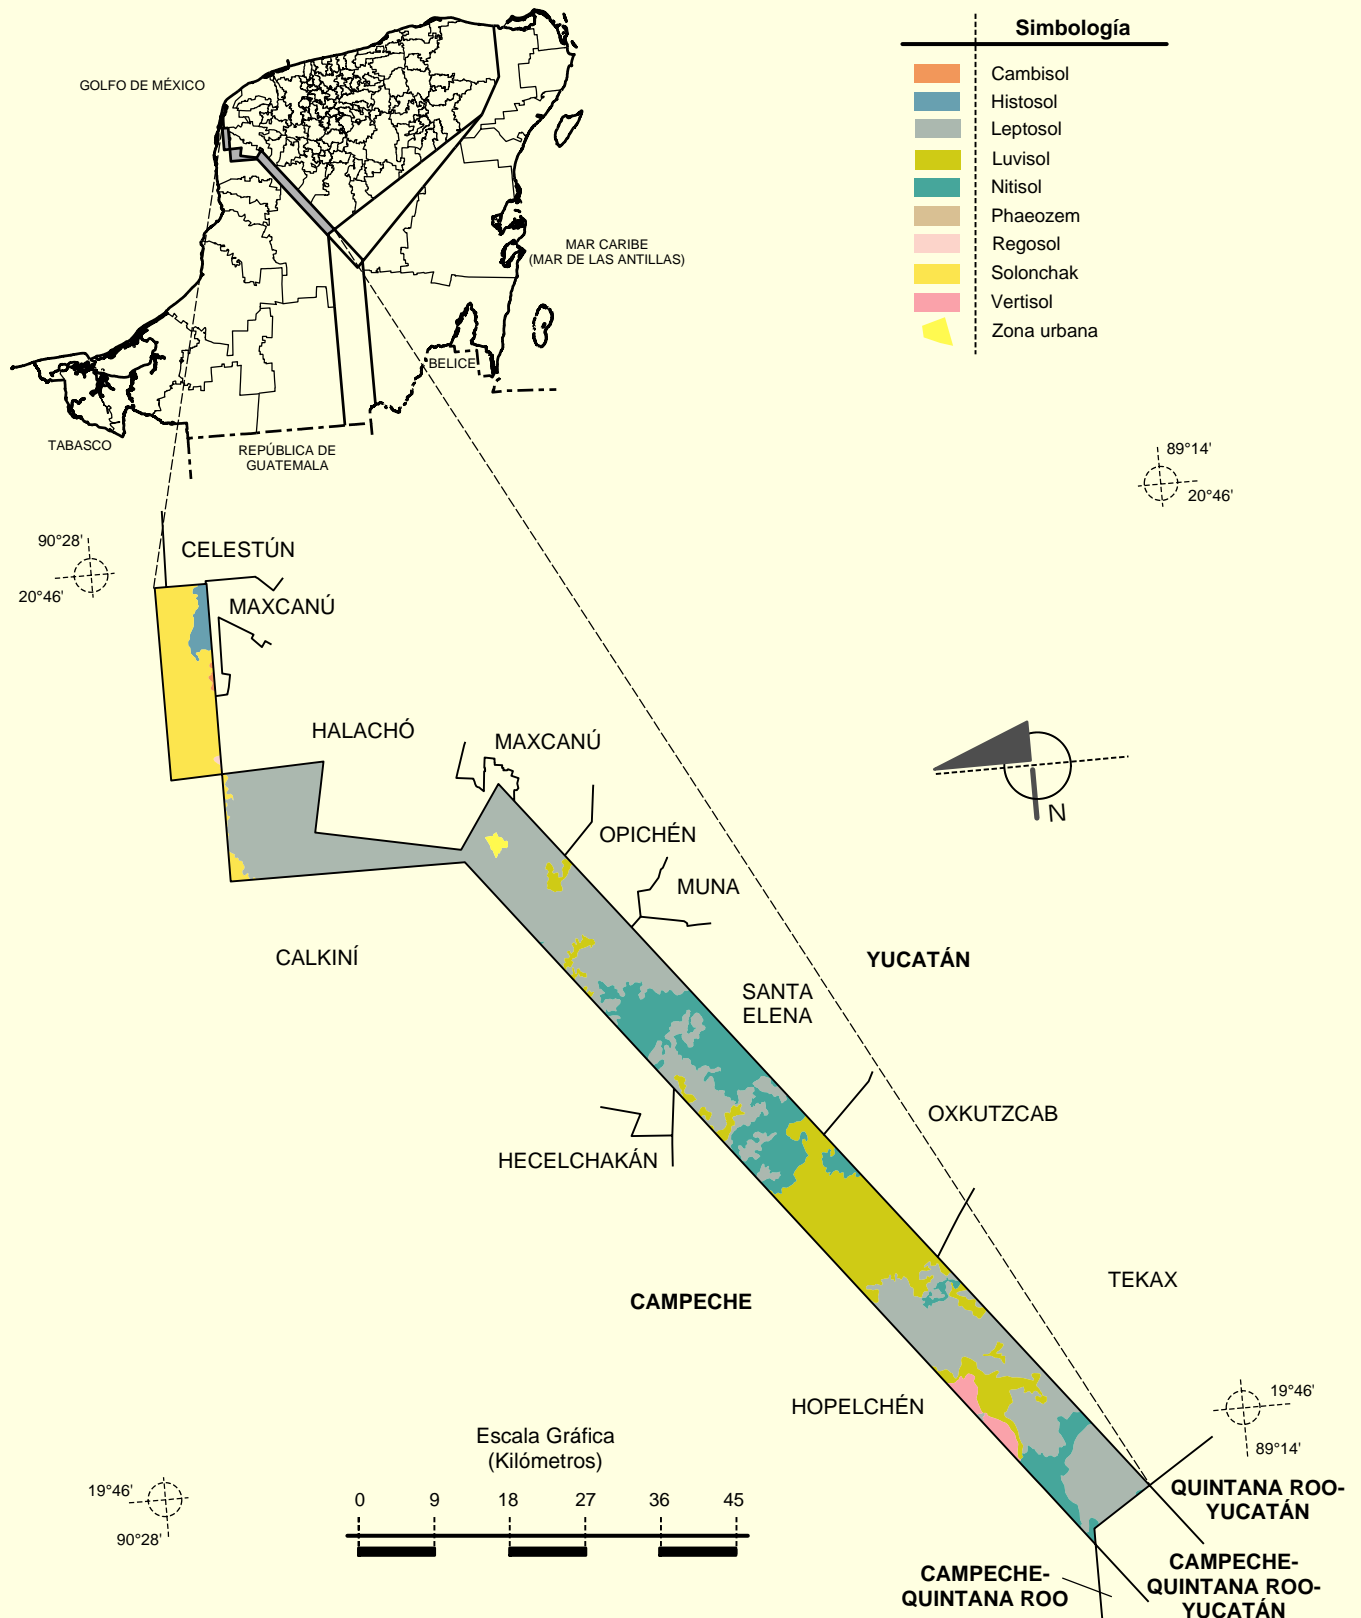 Simbología
Cambisol
Histosol
Leptosol
Luvisol
Nitisol
Phaeozem
Regosol
Solonchak
Vertisol
Zona urbana
GOLFO DE MÉXICO
MAR CARIBE
(MAR DE LAS ANTILLAS)
BELICE
TABASCO
REPÚBLICA DE
GUATEMALA
89°14'
20°46'
90°28'
20°46'
CELESTÚN
MAXCANÚ
HALACHÓ
MAXCANÚ
OPICHÉN
MUNA
N
CALKINÍ
YUCATÁN
SANTA
ELENA
OXKUTZCAB
HECELCHAKÁN
TEKAX
CAMPECHE
HOPELCHÉN
19°46'
89°14'
Escala Gráfica
(Kilómetros)
0 9 18 27 36 45
19°46'
90°28'
QUINTANA ROO-
YUCATÁN
CAMPECHE-
QUINTANA ROO
CAMPECHE-
QUINTANA ROO-
YUCATÁN